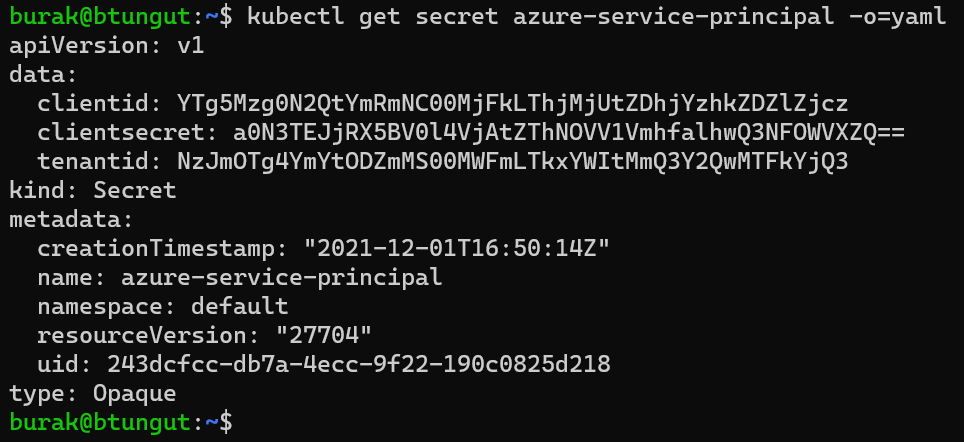 burak@btungut:~$ kubectl get secret azure-service-principal -o=yaml
apiVersion: v1
data:
  clientid: YTg5Mzg0N2QtYmRmNC00MjFkLThjMjUtZDhjYzhkZDZlZjcz
  clientsecret: a0N3TEJjRX5BV0l4VjAtZThNOVV1VmhfalhwQ3NFOWVXZQ==
  tenantid: NzJmOTg4YmYtODZmMS00MWFmLTkxYWItMmQ3Y2QwMTFkYjQ3
kind: Secret
metadata:
  creationTimestamp: "2021-12-01T16:50:14Z"
  name: azure-service-principal
  namespace: default
  resourceVersion: "27704"
  uid: 243dcfcc-db7a-4ecc-9f22-190c0825d218
type: Opaque
burak@btungut:~$